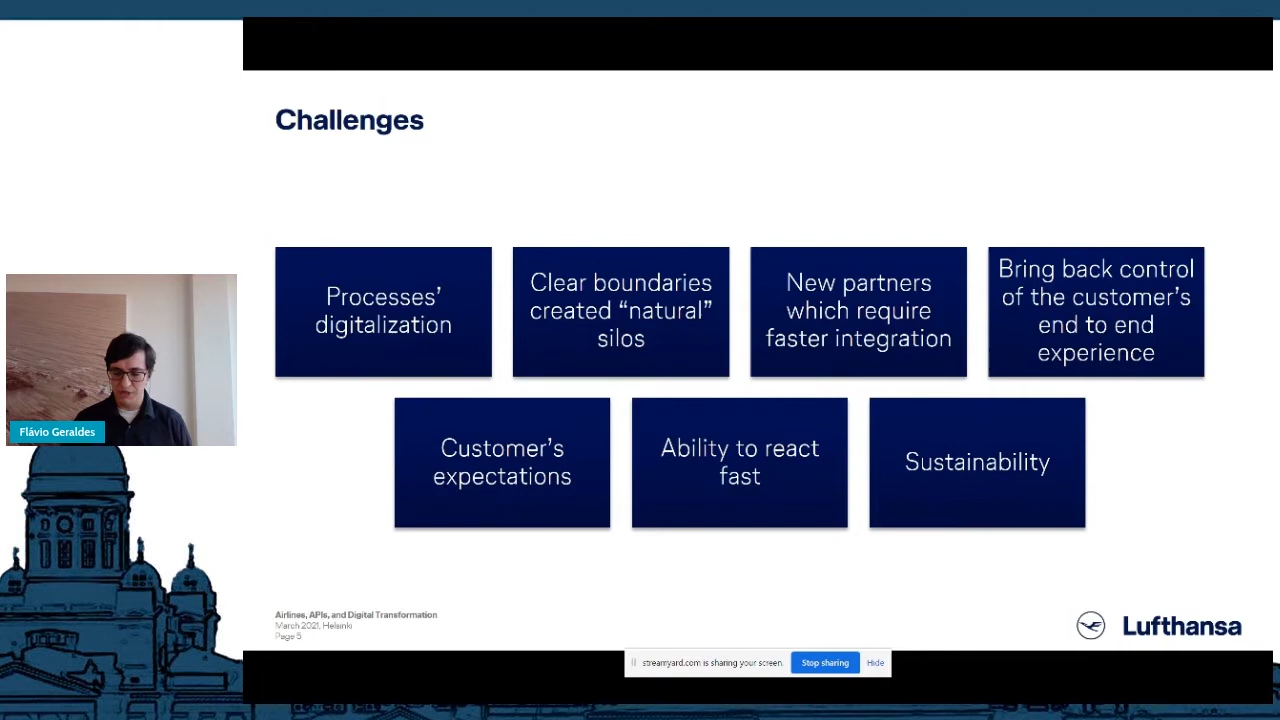 Challenges
Processes’
digitalization
Clear boundaries
created “natural”
silos
New partners
which require
faster integration
Bring back control
of the customer’s
end to end
experience
Customer’s
expectations
Ability to react
fast
Sustainability
Flávio Geraldes
Airlines, APIs, and Digital Transformation
March 2021, Helsinki
Page 5
Lufthansa
streamyard.com is sharing your screen.
Stop sharing
Hide